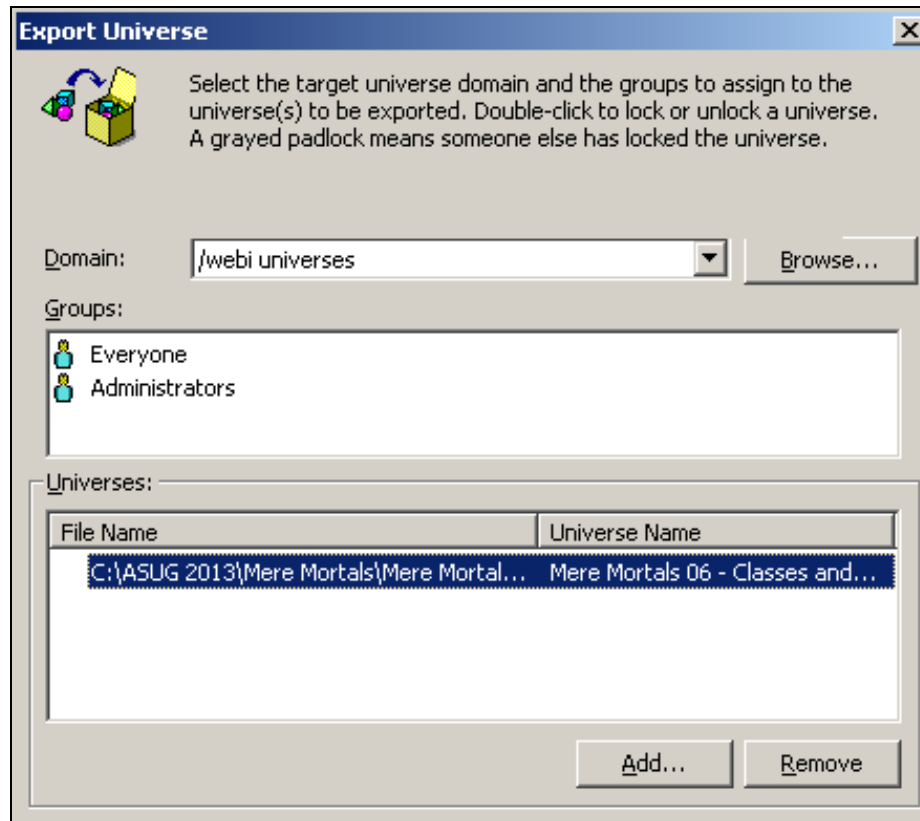 Export Universe
Select the target universe domain and the groups to assign to the
universe(s) to be exported. Double-click to lock or unlock a universe.
A grayed padlock means someone else has locked the universe.
Domain: /webi universes Browse...
Groups:
Everyone
Administrators
Universes:
File Name Universe Name
C:\ASUG 2013\Mere Mortals\Mere Mortal... Mere Mortals 06 - Classes and...
Add... Remove